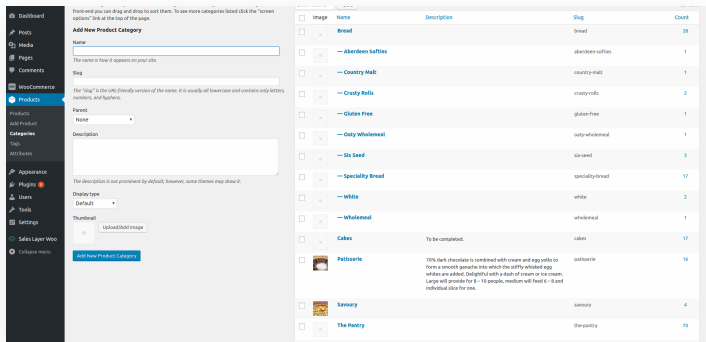 Dashboard
Posts
Media
Pages
Comments
WooCommerce
Products
Products
Add Product
Categories
Tags
Attributes
Appearance
Plugins
Users
Tools
Settings
Sales Layer Woo
Collapse menu
front-end you can drag and drop to sort them. To see more categories listed click the "screen
options" link at the top of the page.
Add New Product Category
Name
The name is how it appears on your site.
Slug
The "slug" is the URL-friendly version of the name. It is usually all lowercase and contains only letters,
numbers, and hyphens.
Parent
None
Description
The description is not prominent by default; however, some themes may show it.
Display type
Default
Thumbnail
Upload/Add image
Add New Product Category
Image Name Description Slug Count
Bread bread 28
— Aberdeen Softies aberdeen-softies 1
— Country Malt country-malt 1
— Crusty Rolls crusty-rolls 2
— Gluten Free gluten-free 1
— Oaty Wholemeal oaty-wholemeal 1
— Six Seed six-seed 3
— Speciality Bread speciality-bread 17
— White white 2
— Wholemeal wholemeal 1
Cakes To be completed. cakes 17
Patisserie 70% dark chocolate is combined with cream and egg yolks to patisserie 16
form a smooth ganache into which the stiffly whisked egg
whites are added. Delightful with a dash of cream or ice cream.
Large will provide for 8 – 10 people, medium will feed 6 – 8 and
individual slice for one.
Savoury savoury 4
The Pantry the-pantry 70